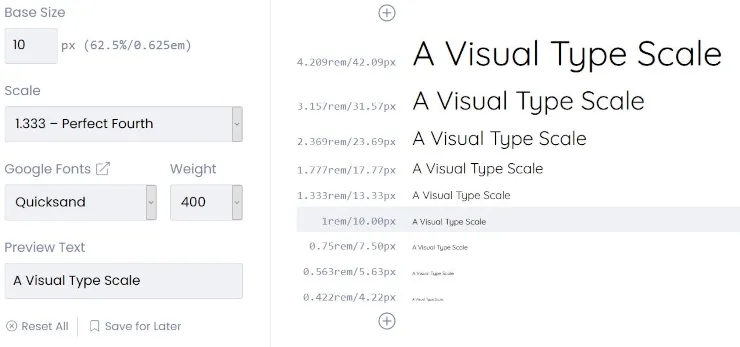 Base Size
10
px (62.5%/0.625em)
Scale
1.333 – Perfect Fourth
Google Fonts
Weight
Quicksand
400
Preview Text
A Visual Type Scale
Reset All
Save for Later
4.209rem/42.09px A Visual Type Scale
3.157rem/31.57px A Visual Type Scale
2.369rem/23.69px A Visual Type Scale
1.777rem/17.77px A Visual Type Scale
1.333rem/13.33px A Visual Type Scale
1rem/10.00px A Visual Type Scale
0.75rem/7.50px A Visual Type Scale
0.563rem/5.63px A Visual Type Scale
0.422rem/4.22px A Visual Type Scale